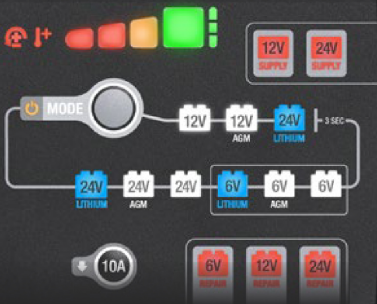 12V 24V
SUPPLY SUPPLY
MODE 12V 12V 24V 3 SEC
AGM LITHIUM
24V 24V 24V 6V 6V 6V
LITHIUM AGM LITHIUM AGM
10A 6V 12V 24V
REPAIR REPAIR REPAIR